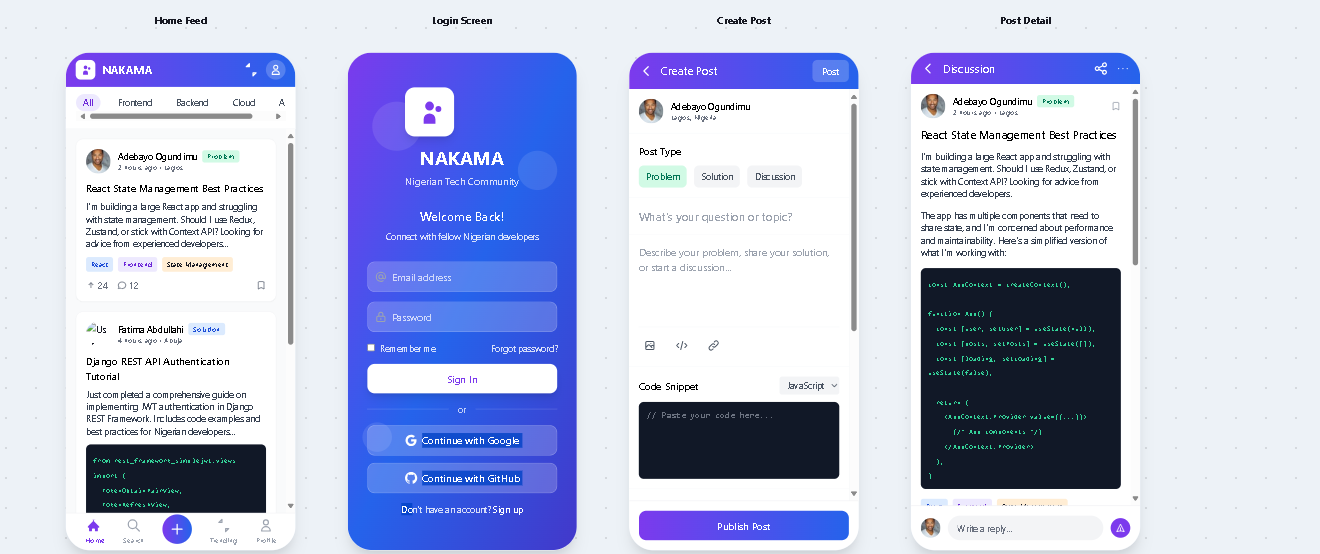 Home Feed
NAKAMA
All Frontend Backend Cloud A
Adebayo Ogundimu Problem
2 hours ago • Lagos
React State Management Best Practices
I'm building a large React app and struggling
with state management. Should I use Redux,
Zustand, or stick with Context API? Looking for
advice from experienced developers...
React Frontend State Management
24 12
Us Fatima Abdullahi Solution
4 hours ago • Abuja
Django REST API Authentication
Tutorial
Just completed a comprehensive guide on
implementing JWT authentication in Django
REST Framework. Includes code examples and
best practices for Nigerian developers...
from rest_framework_simplejwt.views
import (
TokenObtainPairView,
TokenRefreshView,
Home Search Trending Profile
Login Screen
NAKAMA
Nigerian Tech Community
Welcome Back!
Connect with fellow Nigerian developers
Email address
Password
Remember me Forgot password?
Sign In
or
Continue with Google
Continue with GitHub
Don't have an account? Sign up
Create Post
Create Post Post
Adebayo Ogundimu
Lagos, Nigeria
Post Type
Problem Solution Discussion
What's your question or topic?
Describe your problem, share your solution,
or start a discussion...
Code Snippet JavaScript
// Paste your code here...
Publish Post
Post Detail
Discussion
Adebayo Ogundimu Problem
2 hours ago • Lagos
React State Management Best Practices
I'm building a large React app and struggling with
state management. Should I use Redux, Zustand, or
stick with Context API? Looking for advice from
experienced developers.
The app has multiple components that need to
share state, and I'm concerned about performance
and maintainability. Here's a simplified version of
what I'm working with:
const AppContext = createContext();
function App() {
const [user, setUser] = useState(null);
const [posts, setPosts] = useState([]);
const [loading, setLoading] =
useState(false);
return (
<AppContext.Provider value={{...}}>
{/* App components */}
</AppContext.Provider>
);
}
Write a reply...